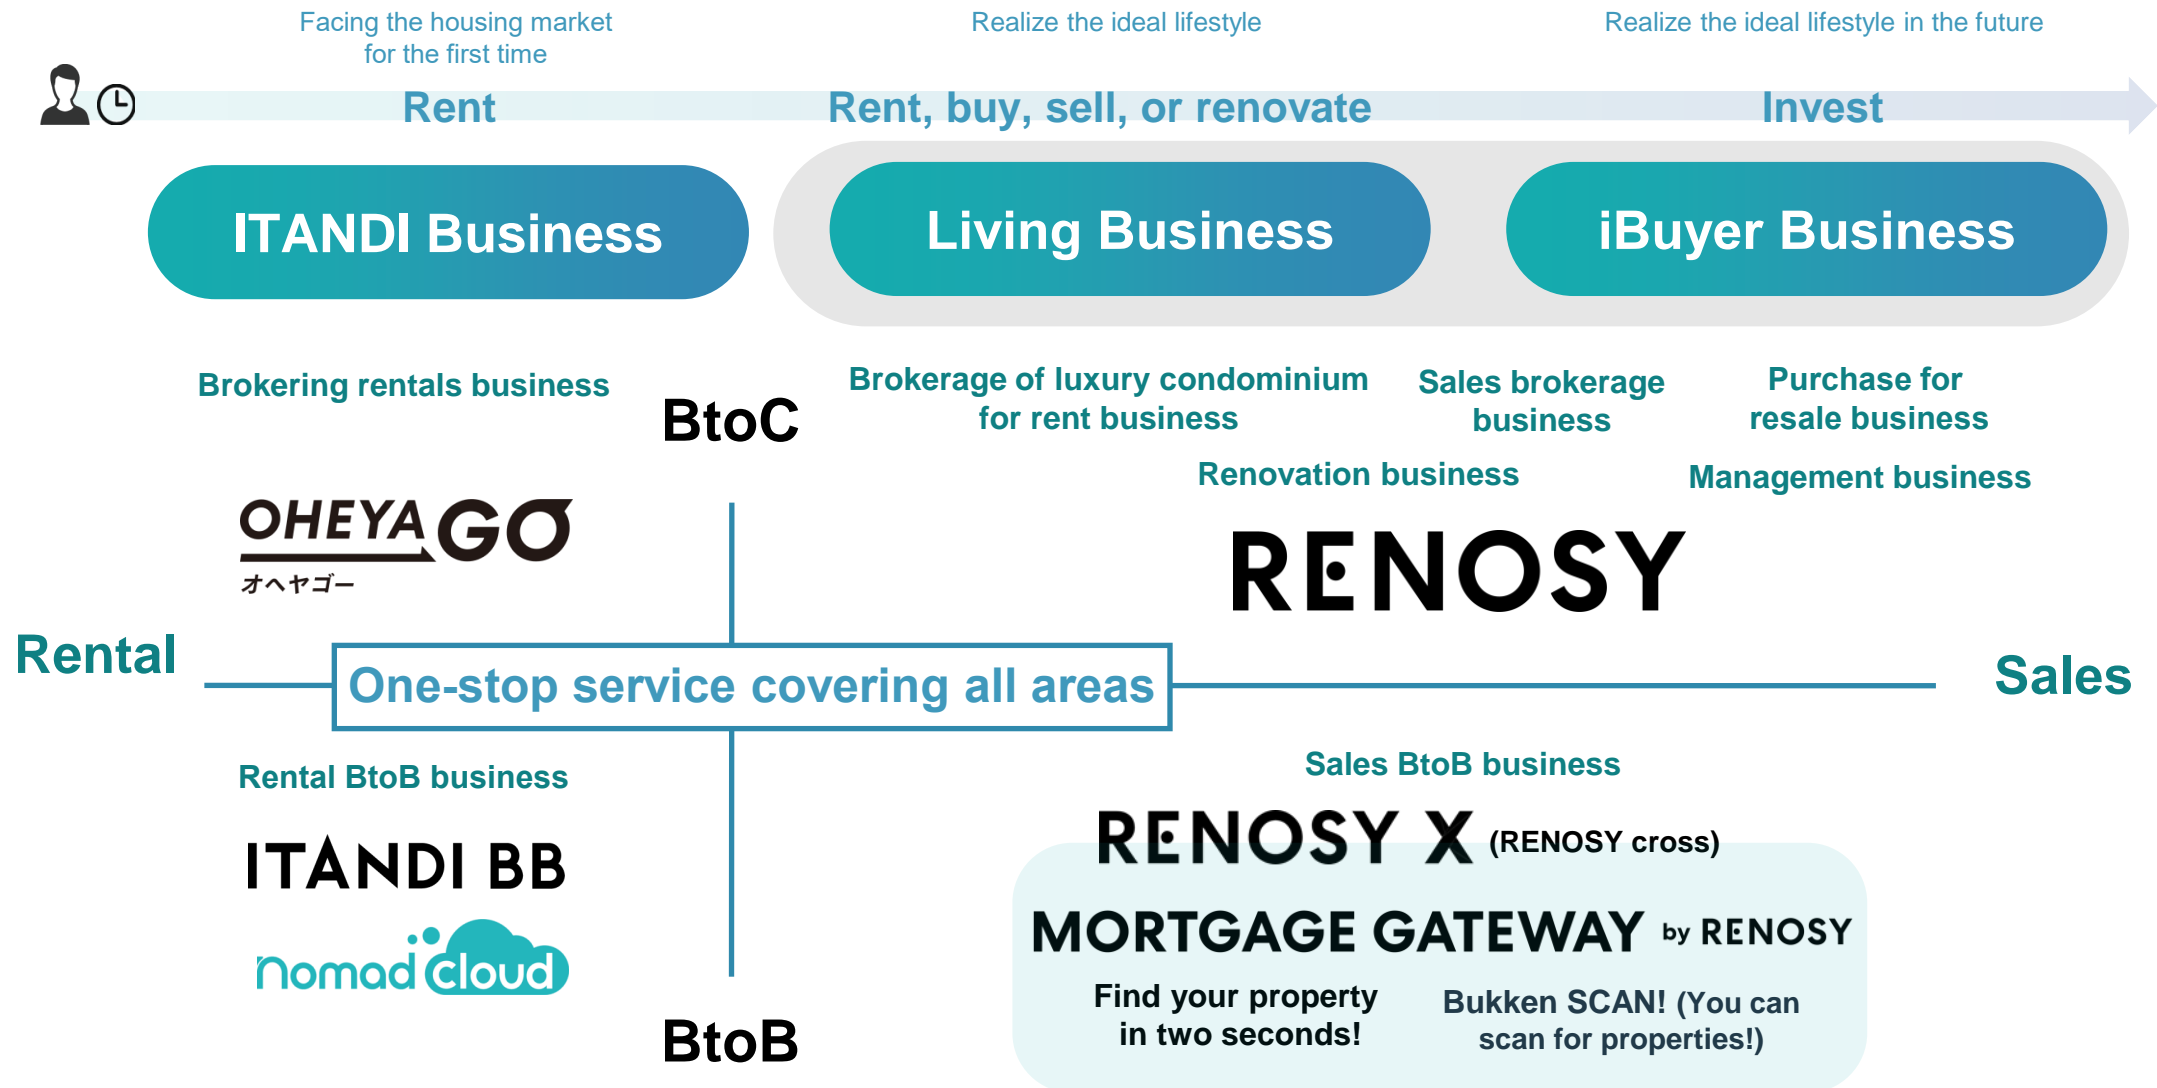 Facing the housing market
for the first time
Realize the ideal lifestyle
Realize the ideal lifestyle in the future
Rent
Rent, buy, sell, or renovate
Invest
ITANDI Business
Living Business
iBuyer Business
Brokering rentals business
BtoC
Brokerage of luxury condominium
for rent business
Sales brokerage
business
Purchase for
resale business
Renovation business
Management business
OHEYAGO
オヘヤゴー
RENOSY
Rental
One-stop service covering all areas
Sales
Rental BtoB business
Sales BtoB business
ITANDI BB
RENOSY X (RENOSY cross)
nomad cloud
MORTGAGE GATEWAY by RENOSY
Find your property
in two seconds!
Bukken SCAN! (You can
scan for properties!)
BtoB